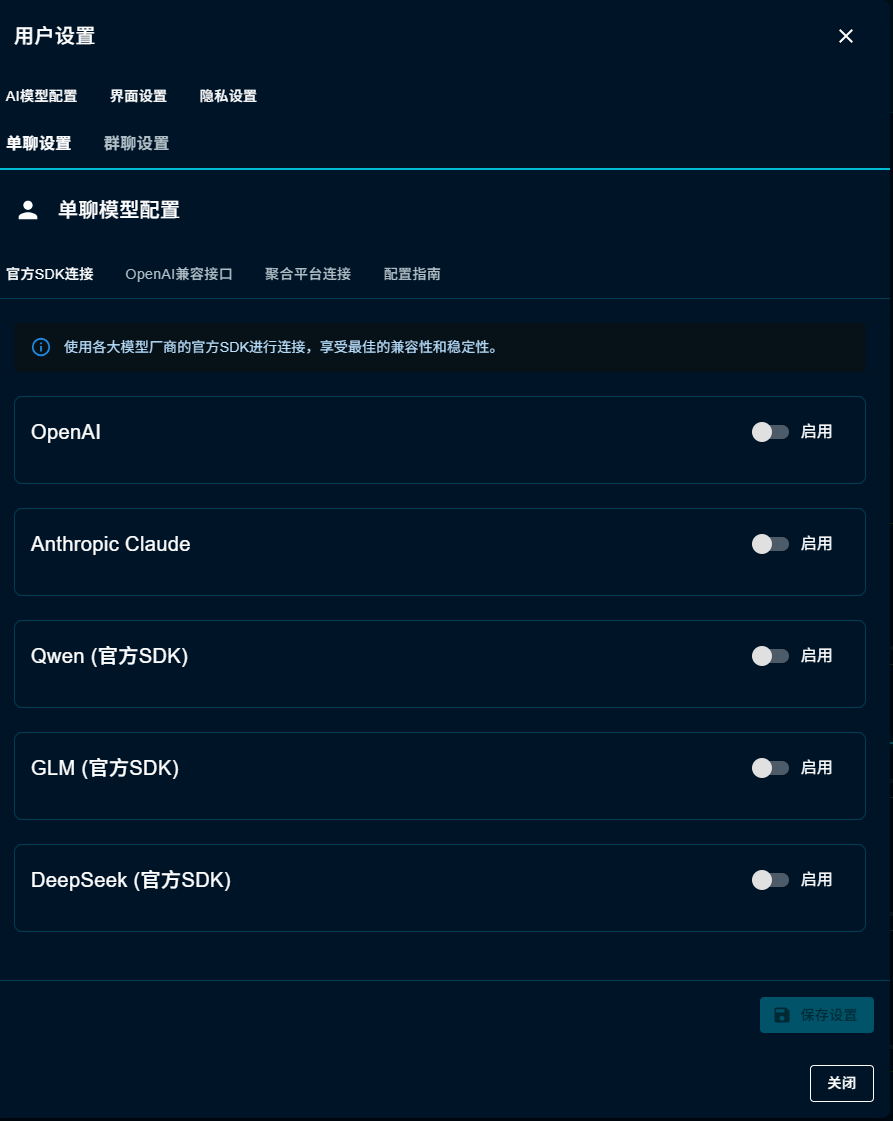 用户设置
AI模型配置 界面设置 隐私设置
单聊设置 群聊设置
单聊模型配置
官方SDK连接 OpenAI兼容接口 聚合平台连接 配置指南
使用各大模型厂商的官方SDK进行连接，享受最佳的兼容性和稳定性。
OpenAI 启用
Anthropic Claude 启用
Qwen (官方SDK) 启用
GLM (官方SDK) 启用
DeepSeek (官方SDK) 启用
保存设置
关闭